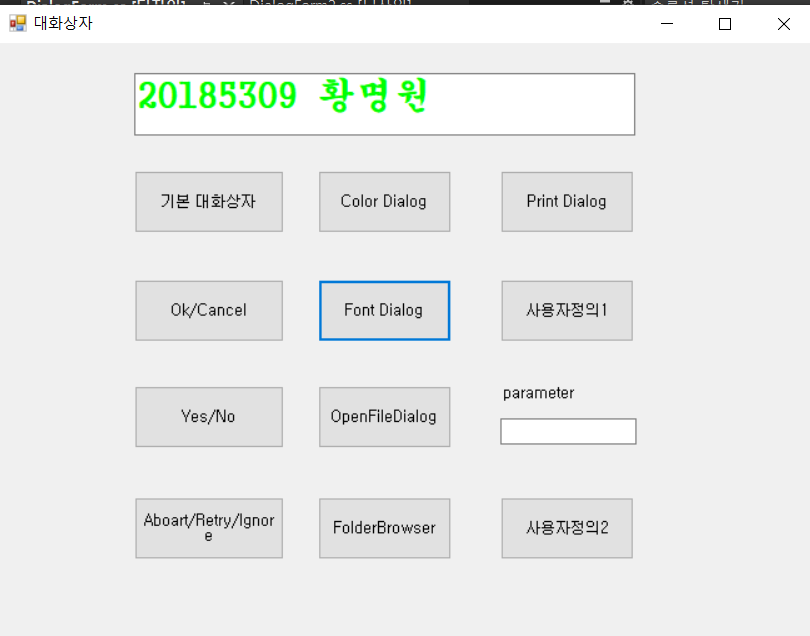 대화상자
20185309 황명원
기본 대화상자
Color Dialog
Print Dialog
Ok/Cancel
Font Dialog
사용자정의1
Yes/No
OpenFileDialog
parameter
Aboart/Retry/Ignor
e
FolderBrowser
사용자정의2